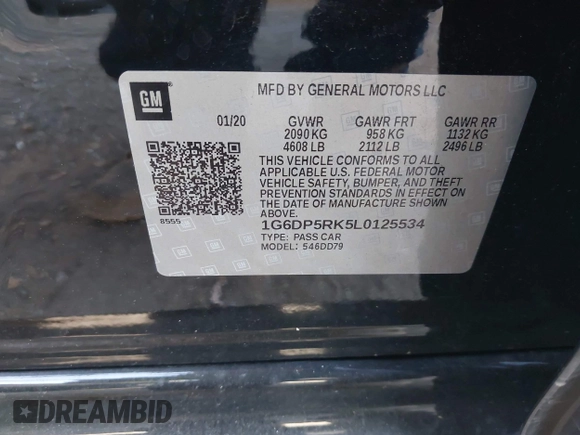 GM
MFD BY GENERAL MOTORS LLC
01/20 GVWR GAWR FRT GAWR RR
2090 KG 958 KG 1132 KG
4608 LB 2112 LB 2496 LB
THIS VEHICLE CONFORMS TO ALL
APPLICABLE U.S. FEDERAL MOTOR
VEHICLE SAFETY, BUMPER, AND THEFT
PREVENTION STANDARDS IN EFFECT ON
THE DATE OF MANUFACTURE
SHOWN ABOVE.
8555
1G6DP5RK5L0125534
TYPE: PASS CAR
MODEL: 546DD79
DREAMBID